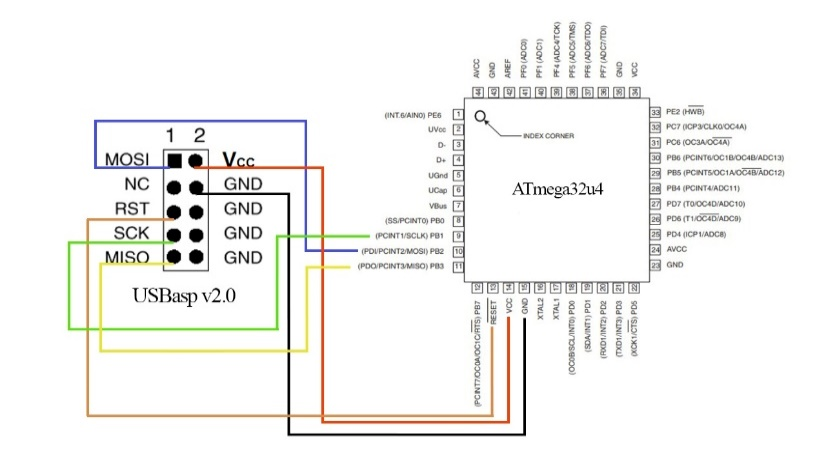 1 2
MOSI
Vcc
NC
GND
RST
GND
SCK
GND
MISO
GND
USBasp v2.0
ATmega32u4
INDEX CORNER
AVCC
GND
AREF
PF0 (ADC0)
PF1 (ADC1)
PF4 (ADC4/TCK)
PF5 (ADC5/TMS)
PF6 (ADC6/TDO)
PF7 (ADC7/TDI)
GND
VCC
44 43 42 41 40 39 38 37 36 35 34
(INT.6/AIN0) PE6 1
UVcc 2
D- 3
D+ 4
UGnd 5
UCap 6
VBus 7
(SS/PCINT0) PB0 8
(PCINT1/SCLK) PB1 9
(PDI/PCINT2/MOSI) PB2 10
(PDO/PCINT3/MISO) PB3 11
33 PE2 (HWB)
32 PC7 (ICP3/CLK0/OC4A)
31 PC6 (OC3A/OC4A)
30 PB6 (PCINT6/OC1B/OC4B/ADC13)
29 PB5 (PCINT5/OC1A/OC4B/ADC12)
28 PB4 (PCINT4/ADC11)
27 PD7 (T0/OC4D/ADC10)
26 PD6 (T1/OC4D/ADC9)
25 PD4 (ICP1/ADC8)
24 AVCC
23 GND
12 13 14 15 16 17 18 19 20 21 22
(PCINT7/OC0A/OC1C/RTS) PB7
RESET
VCC
GND
XTAL2
XTAL1
(OC0B/SCL/INT0) PD0
(SDA/INT1) PD1
(RXD1/INT2) PD2
(TXD1/INT3) PD3
(XCK1/CTS) PD5